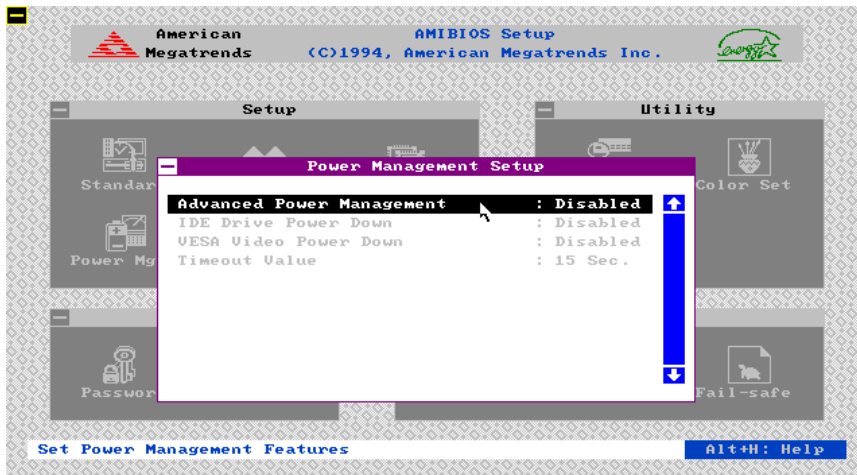 American
Megatrends
AMIBIOS Setup
(C)1994, American Megatrends Inc.
energy
Setup
Utility
Standar
Color Set
Power Mg
Power Management Setup
Advanced Power Management : Disabled
IDE Drive Power Down : Disabled
VESA Video Power Down : Disabled
Timeout Value : 15 Sec.
Passwor
Fail-safe
Set Power Management Features
Alt+H: Help